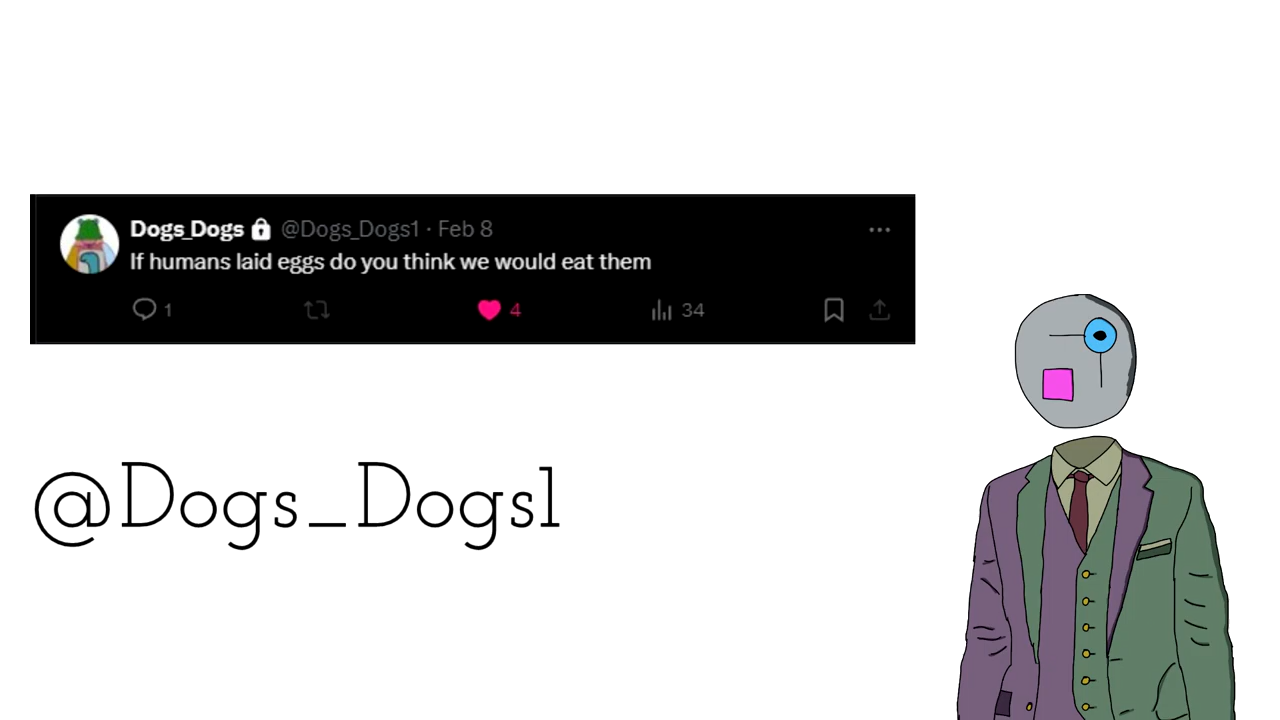 Dogs_Dogs @Dogs_Dogs1 · Feb 8
If humans laid eggs do you think we would eat them
1 4 34
@Dogs_Dogs1